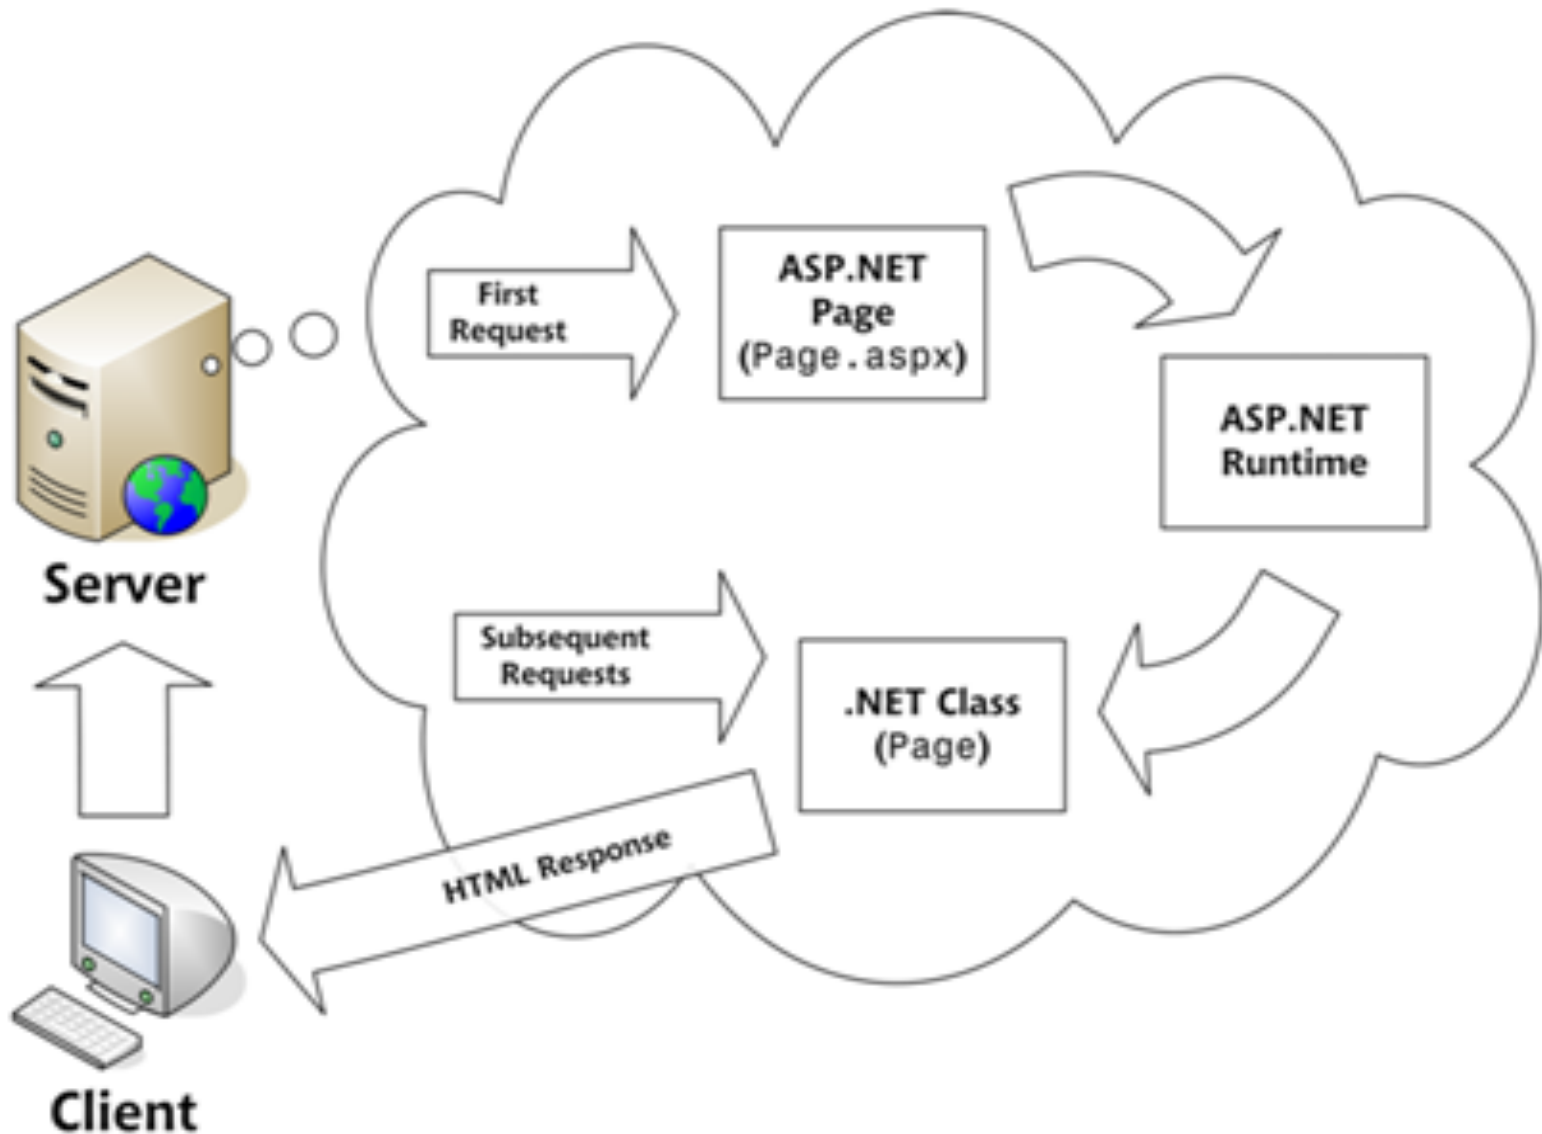 First
Request
ASP.NET
Page
(Page.aspx)
ASP.NET
Runtime
Server
Subsequent
Requests
.NET Class
(Page)
HTML Response
Client